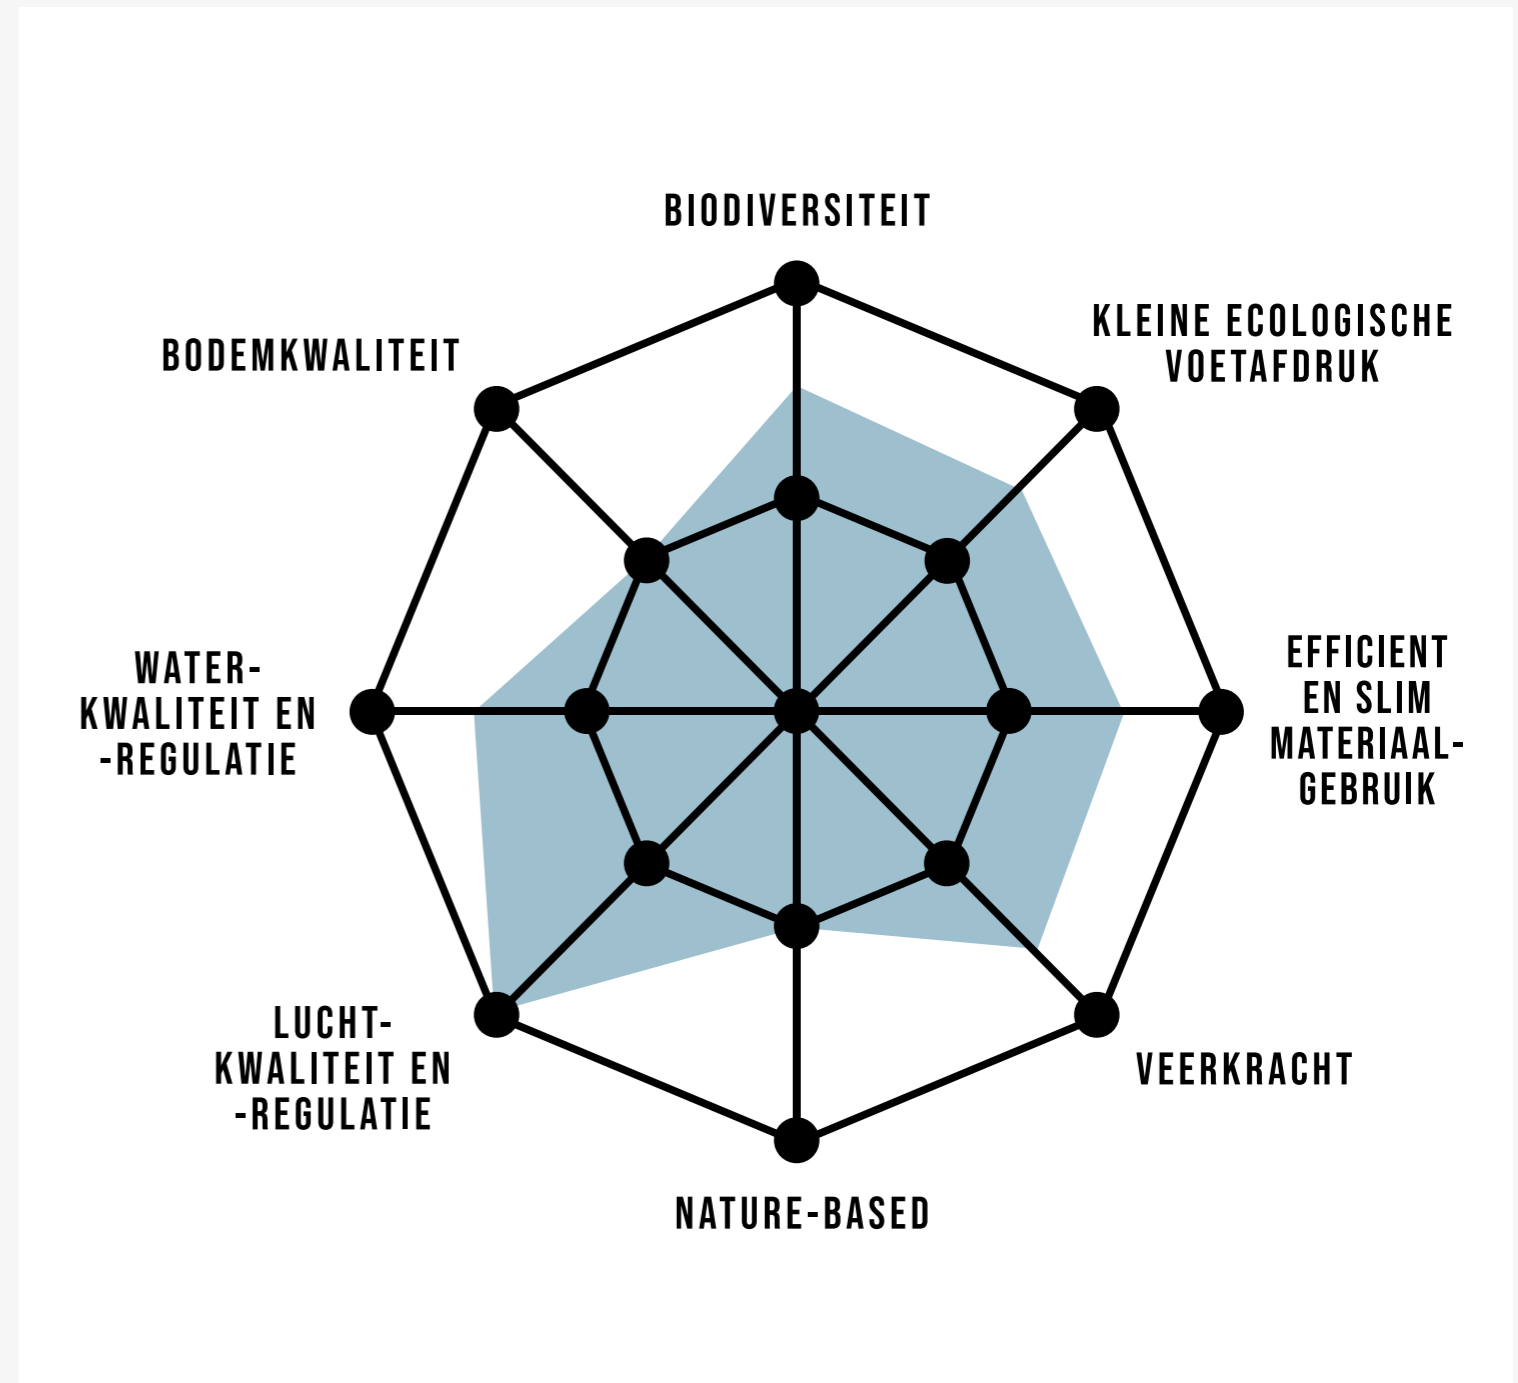 BIODIVERSITEIT
KLEINE ECOLOGISCHE
VOETAFDRUK
BODEMKWALITEIT
EFFICIENT
EN SLIM
MATERIAAL-
GEBRUIK
WATER-
KWALITEIT EN
-REGULATIE
LUCHT-
KWALITEIT EN
-REGULATIE
VEERKRACHT
NATURE-BASED